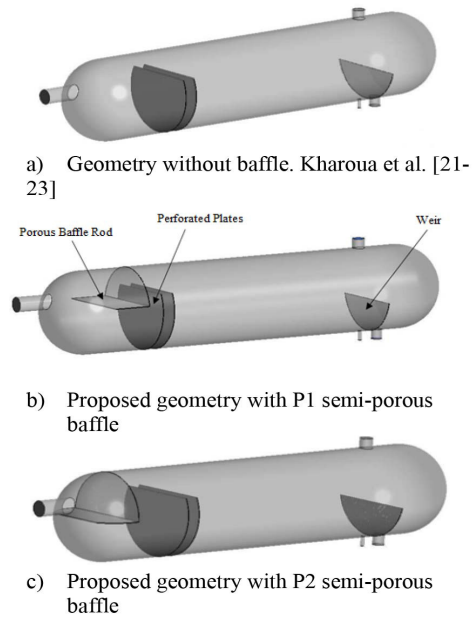 a) Geometry without baffle. Kharoua et al. [21-
23]
Porous Baffle Rod
Perforated Plates
Weir
b) Proposed geometry with P1 semi-porous
baffle
c) Proposed geometry with P2 semi-porous
baffle